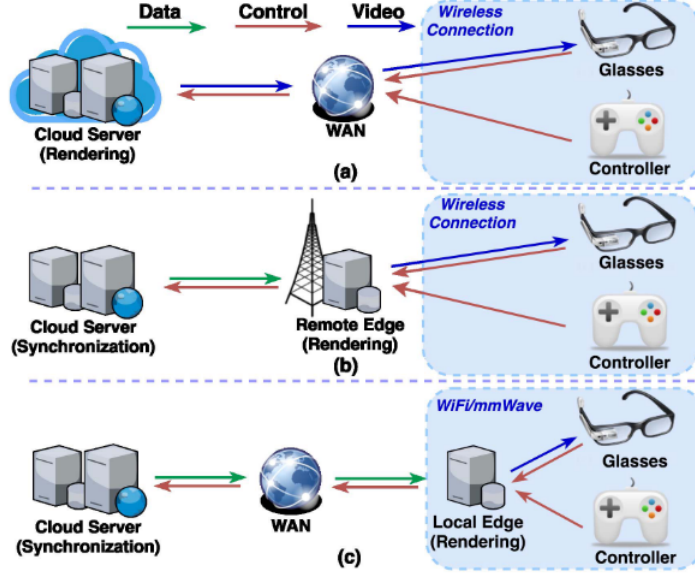 Data Control Video
Wireless
Connection
Glasses
Cloud Server
(Rendering)
WAN
Controller
(a)
Wireless
Connection
Glasses
Cloud Server
(Synchronization)
Remote Edge
(Rendering)
Controller
(b)
WiFi/mmWave
Glasses
Cloud Server
(Synchronization)
WAN
Local Edge
(Rendering)
Controller
(c)